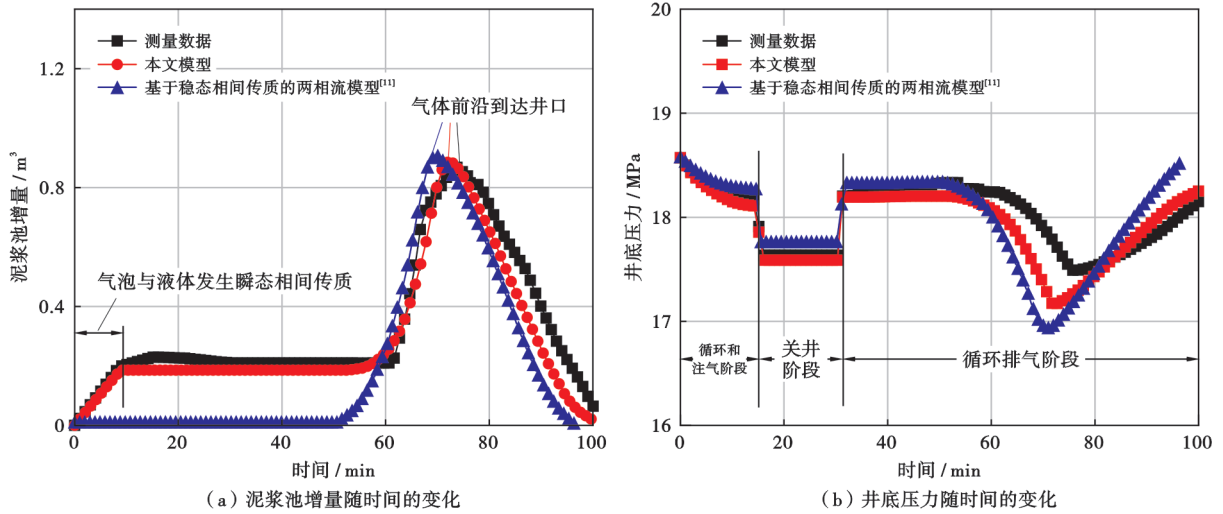 1.2
0.8
0.4
0
泥浆池增量 / m³
测量数据
本文模型
基于稳态相间传质的两相流模型[11]
气体前沿到达井口
气泡与液体发生瞬态相间传质
0
20
40
60
80
100
时间 / min
（a）泥浆池增量随时间的变化
20
19
18
17
16
井底压力 / MPa
测量数据
本文模型
基于稳态相间传质的两相流模型[11]
循环和
注气阶段
关井
阶段
循环排气阶段
0
20
40
60
80
100
时间 / min
（b）井底压力随时间的变化